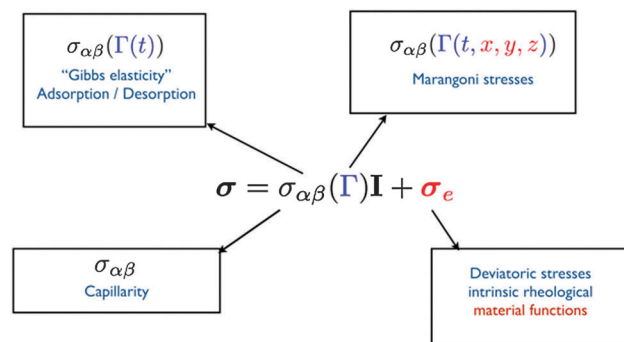 σ_αβ(Γ(t))
“Gibbs elasticity”
Adsorption / Desorption
σ_αβ(Γ(t, x, y, z))
Marangoni stresses
σ = σ_αβ(Γ)I + σ_e
σ_αβ
Capillarity
Deviatoric stresses
intrinsic rheological
material functions